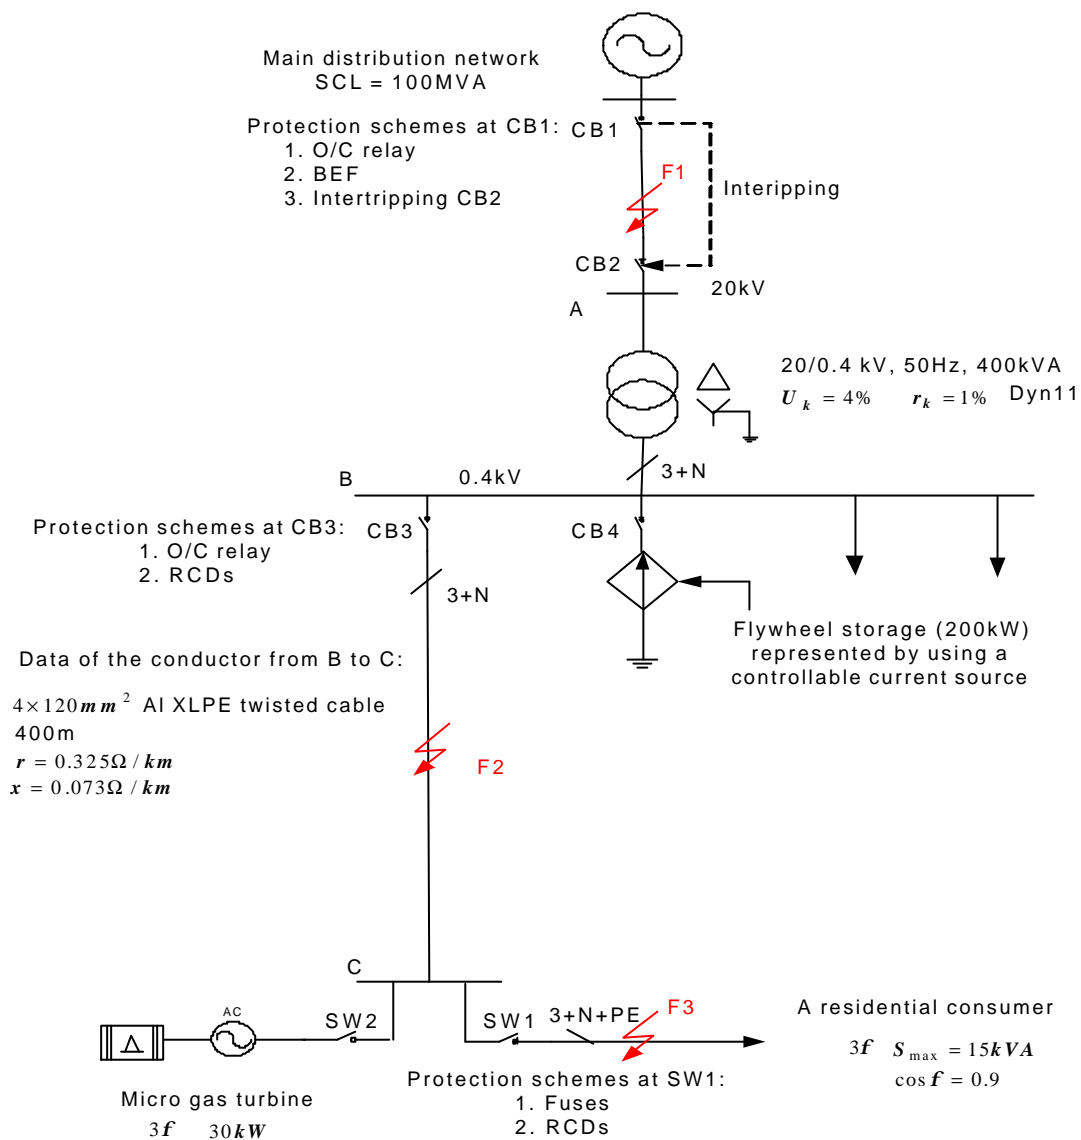 Main distribution network
SCL = 100MVA
Protection schemes at CB1:
1. O/C relay
2. BEF
3. Intertripping CB2
CB1
F1
Interipping
CB2
20kV
A
20/0.4 kV, 50Hz, 400kVA
U k = 4% r k = 1% Dyn11
3+N
B
0.4kV
Protection schemes at CB3:
1. O/C relay
2. RCDs
CB3
CB4
3+N
Flywheel storage (200kW)
represented by using a
controllable current source
Data of the conductor from B to C:
4×120mm² Al XLPE twisted cable
400m
r = 0.325Ω / km
x = 0.073Ω / km
F2
C
AC
SW2
SW1
3+N+PE
F3
A residential consumer
3f S max = 15kVA
cos f = 0.9
Protection schemes at SW1:
1. Fuses
2. RCDs
Micro gas turbine
3f 30kW